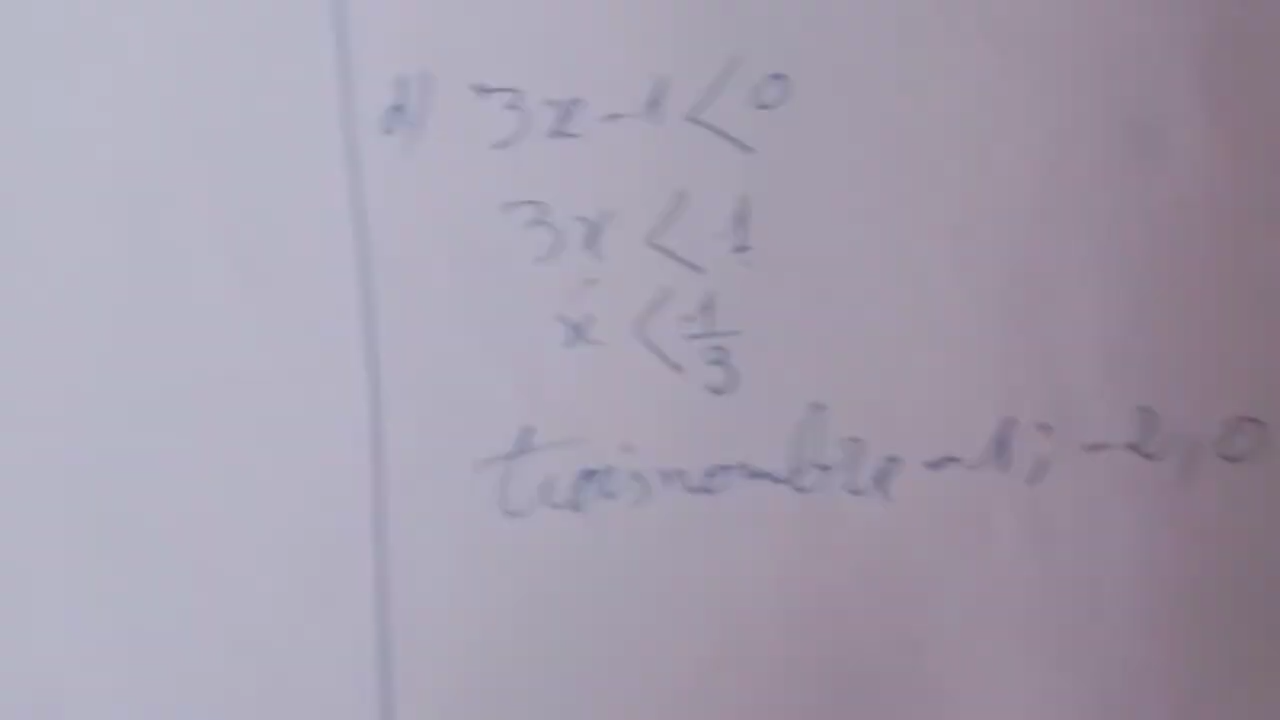 3x-1<0
3x < 1
x < 1/3
-1; -2, 0